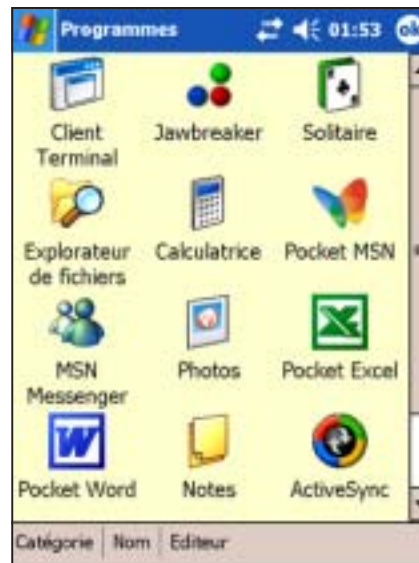 Programmes 01:53 ok
Client Terminal
Jawbreaker
Solitaire
Explorateur de fichiers
Calculatrice
Pocket MSN
MSN Messenger
Photos
Pocket Excel
Pocket Word
Notes
ActiveSync
Catégorie Nom Editeur